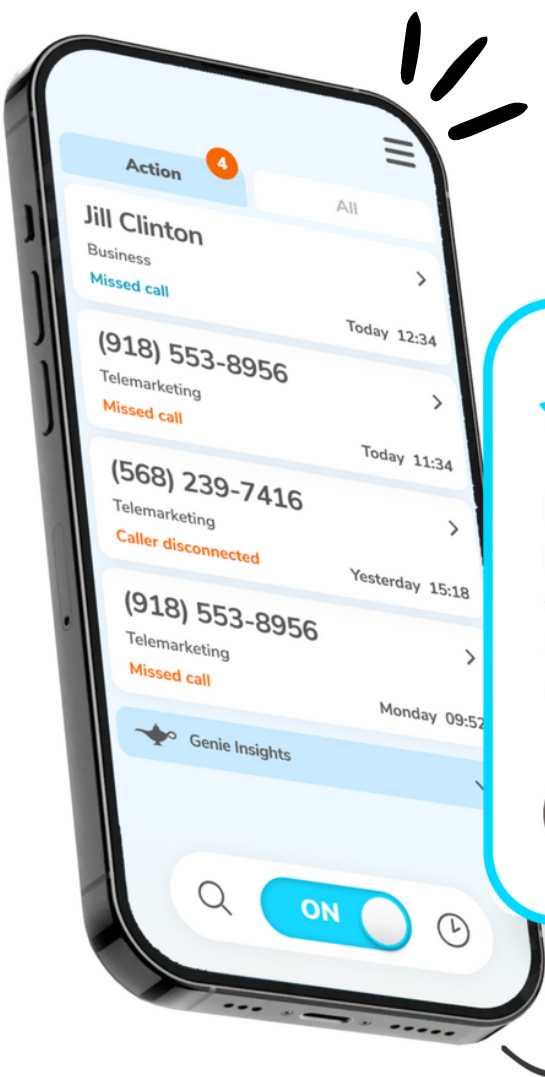 Action 4
All
Jill Clinton
Business
Missed call
Today 12:34
(918) 553-8956
Telemarketing
Missed call
Today 11:34
(568) 239-7416
Telemarketing
Caller disconnected
Yesterday 15:18
(918) 553-8956
Telemarketing
Missed call
Monday 09:52
Genie Insights
ON